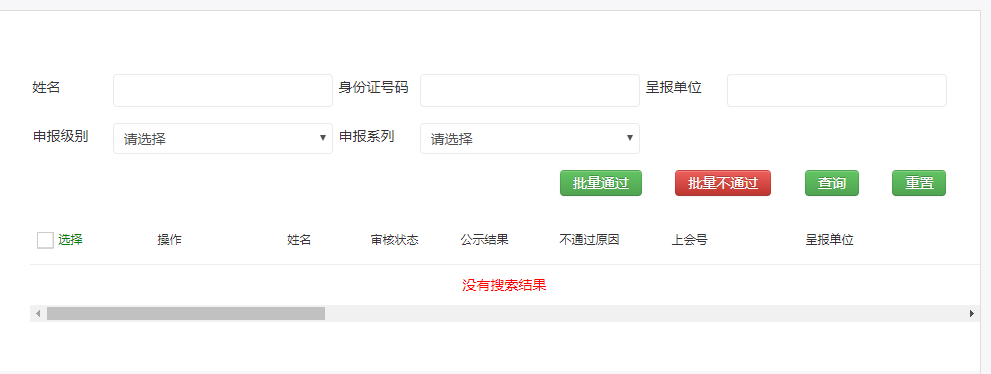 姓名 身份证号码 呈报单位
申报级别 请选择 申报系列 请选择
批量通过 批量不通过 查询 重置
选择 操作 姓名 审核状态 公示结果 不通过原因 上会号 呈报单位
没有搜索结果